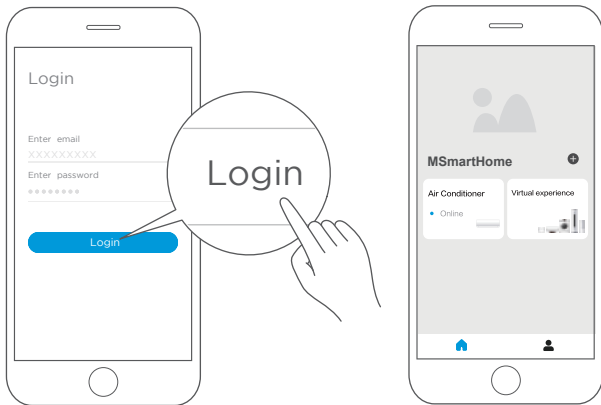 Login
Enter email
XXXXXXXXX
Enter password
Login
Login
MSmartHome
Air Conditioner
Online
Virtual experience